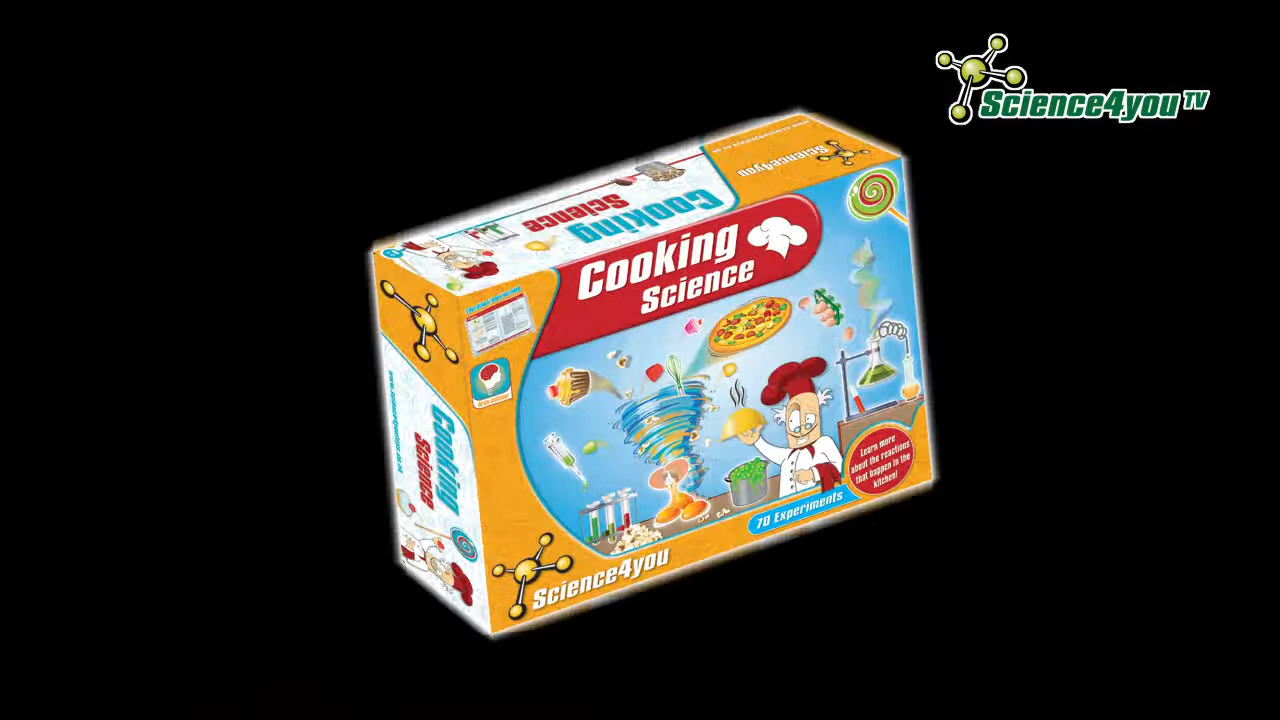 Science4you TV
Science4you
Cooking
Science
Cooking
Science
Cooking
Science
70 Experiments
Learn more
about the reactions
that happen in the
kitchen!
Science4you